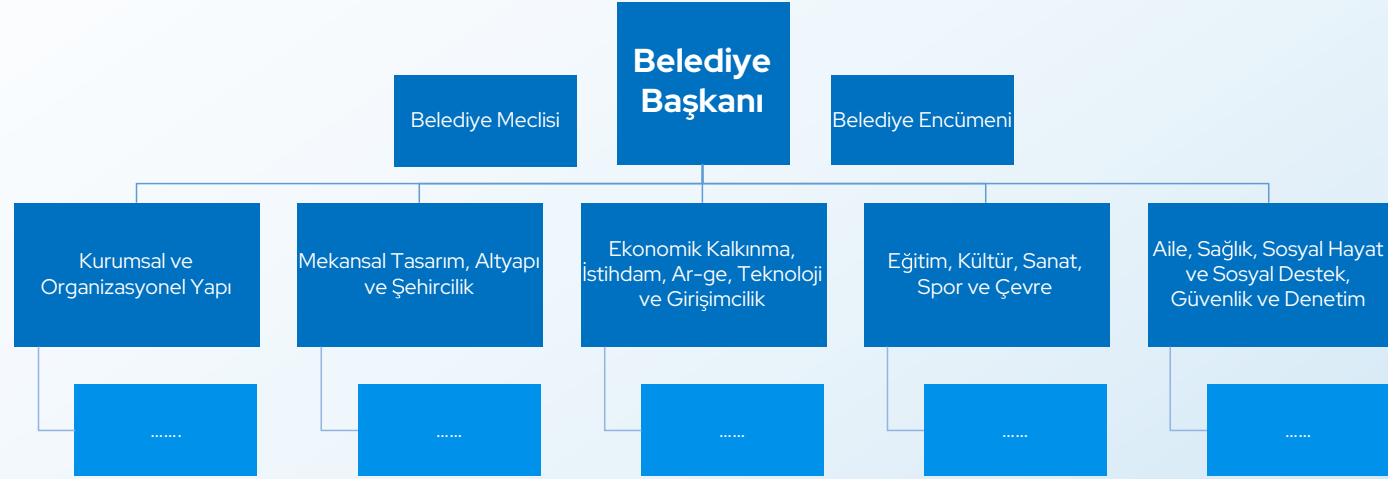 Belediye
Başkanı
Belediye Meclisi
Belediye Encümeni
Kurumsal ve
Organizasyonel Yapı
Mekansal Tasarım, Altyapı
ve Şehircilik
Ekonomik Kalkınma,
İstihdam, Ar-ge, Teknoloji
ve Girişimcilik
Eğitim, Kültür, Sanat,
Spor ve Çevre
Aile, Sağlık, Sosyal Hayat
ve Sosyal Destek,
Güvenlik ve Denetim
.......
......
......
......
......